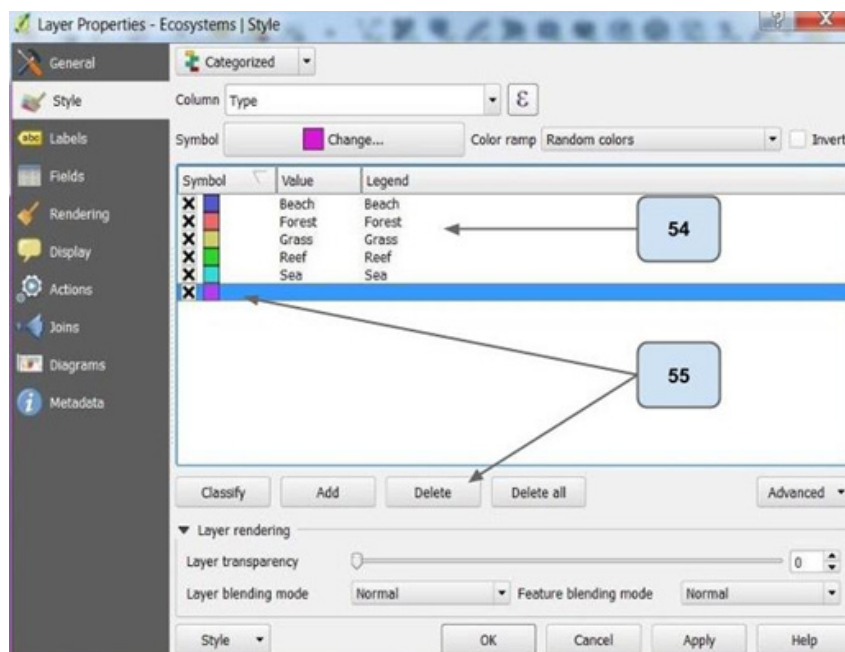 Layer Properties - Ecosystems | Style
General
Style
abc Labels
Fields
Rendering
Display
Actions
Joins
Diagrams
Metadata
Categorized
Column Type ε
Symbol Change... Color ramp Random colors Invert
Symbol Value Legend
Beach Beach
Forest Forest
Grass Grass
Reef Reef
Sea Sea
54
55
Classify Add Delete Delete all Advanced
Layer rendering
Layer transparency 0
Layer blending mode Normal Feature blending mode Normal
Style OK Cancel Apply Help